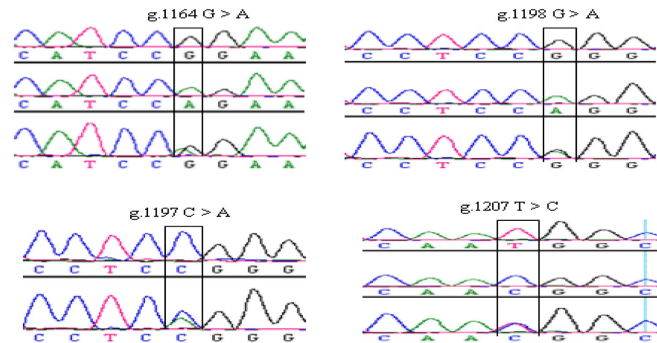 g.1164 G > A
C A T C C G G A A
C A T C C A G A A
C A T C C G G A A
g.1198 G > A
C C T C C G G G
C C T C C A G G
C C T C C G G G
g.1197 C > A
C C T C C G G G
C C T C C G G G
g.1207 T > C
C A A T G G C
C A A C G G C
C A A C G G C